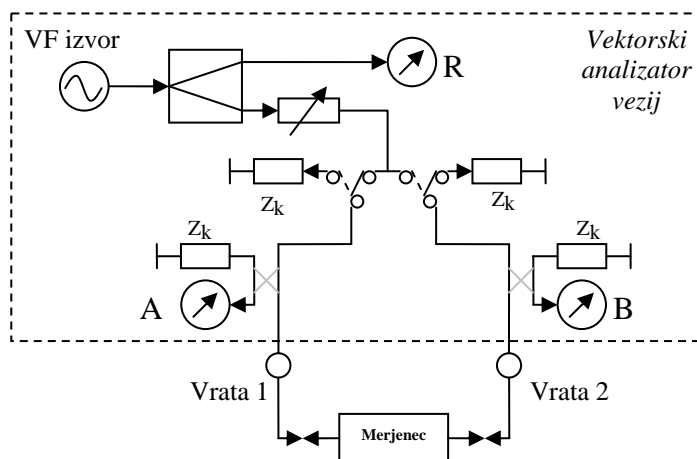 VF izvor
R
Vektorski
analizator
vezij
Zk
Zk
Zk
Zk
A
B
Vrata 1
Vrata 2
Merjenec